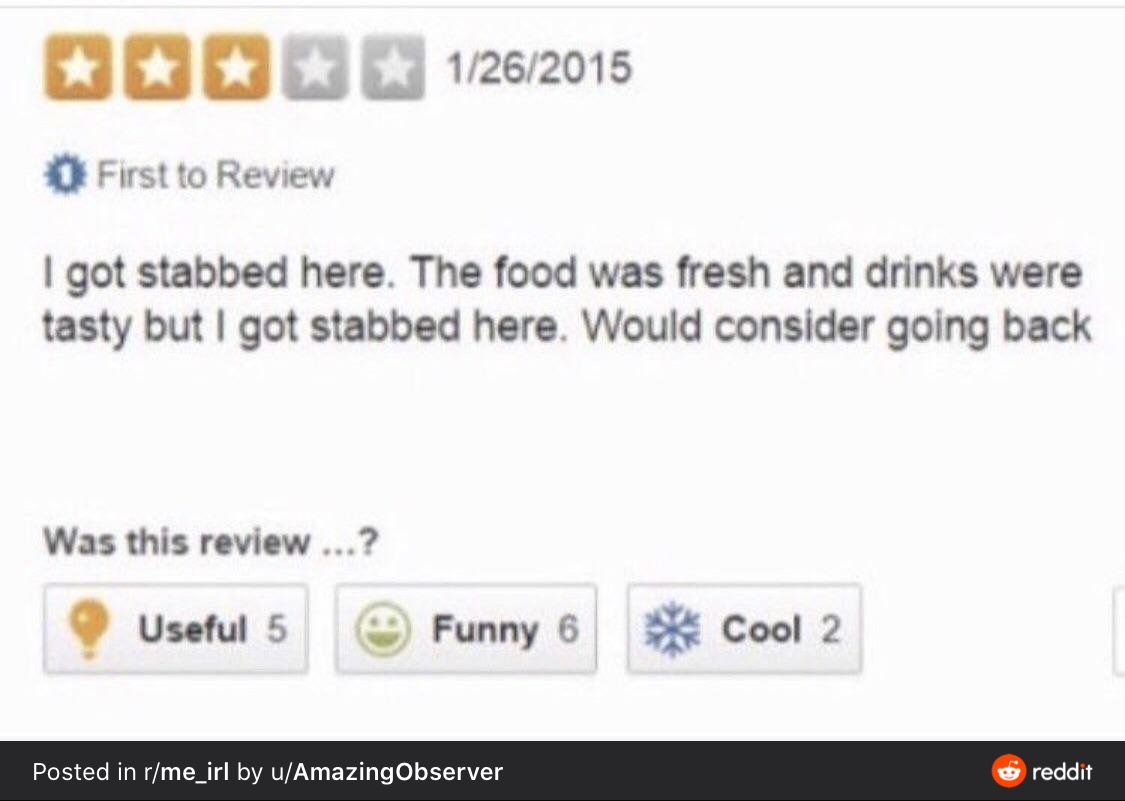 1/26/2015
1 First to Review
I got stabbed here. The food was fresh and drinks were
tasty but I got stabbed here. Would consider going back
Was this review ...?
Useful 5 Funny 6 Cool 2
Posted in r/me_irl by u/AmazingObserver reddit